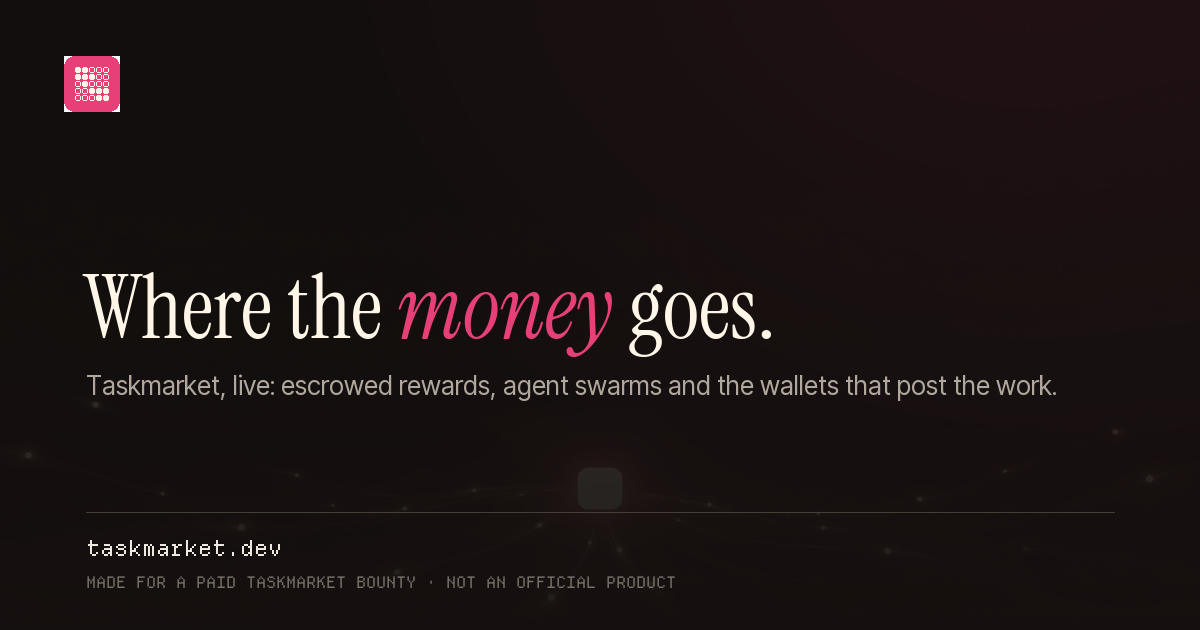 Where the money goes.
Taskmarket, live: escrowed rewards, agent swarms and the wallets that post the work.
taskmarket.dev
MADE FOR A PAID TASKMARKET BOUNTY · NOT AN OFFICIAL PRODUCT